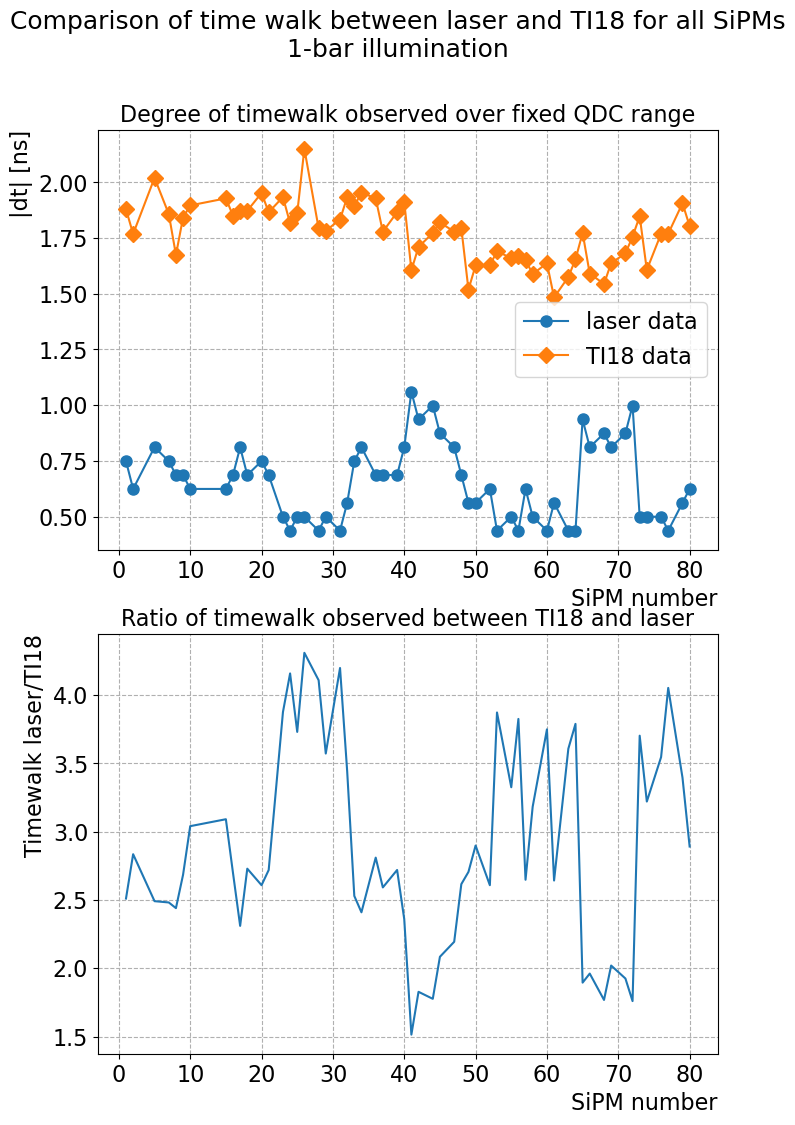 Comparison of time walk between laser and TI18 for all SiPMs
1-bar illumination
Degree of timewalk observed over fixed QDC range
|dt| [ns]
2.00
1.75
1.50
1.25
1.00
0.75
0.50
laser data
TI18 data
0 10 20 30 40 50 60 70 80
SiPM number
Ratio of timewalk observed between TI18 and laser
Timewalk laser/TI18
4.0
3.5
3.0
2.5
2.0
1.5
0 10 20 30 40 50 60 70 80
SiPM number